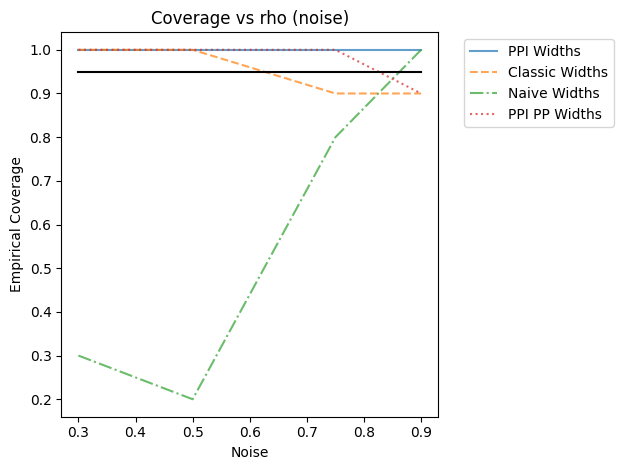 Coverage vs rho (noise)
Empirical Coverage
1.0
0.9
0.8
0.7
0.6
0.5
0.4
0.3
0.2
0.3 0.4 0.5 0.6 0.7 0.8 0.9
Noise
PPI Widths
Classic Widths
Naive Widths
PPI PP Widths